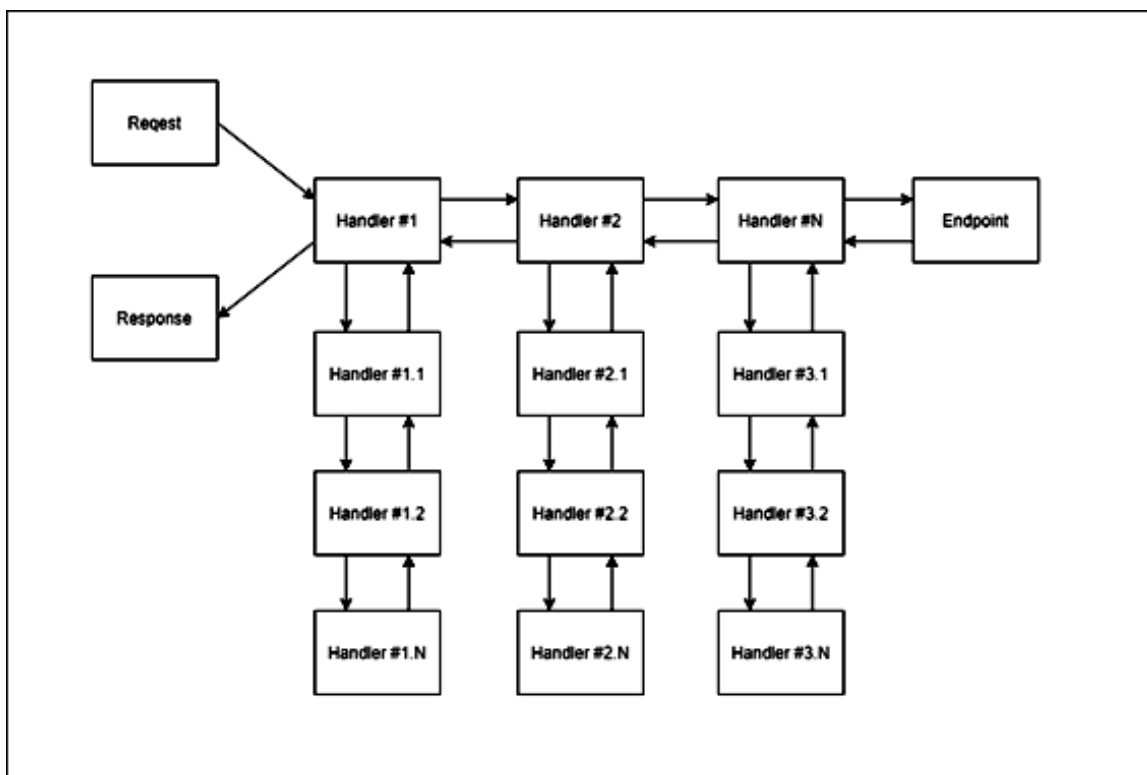 Reqest
Handler #1
Handler #2
Handler #N
Endpoint
Response
Handler #1.1
Handler #2.1
Handler #3.1
Handler #1.2
Handler #2.2
Handler #3.2
Handler #1.N
Handler #2.N
Handler #3.N